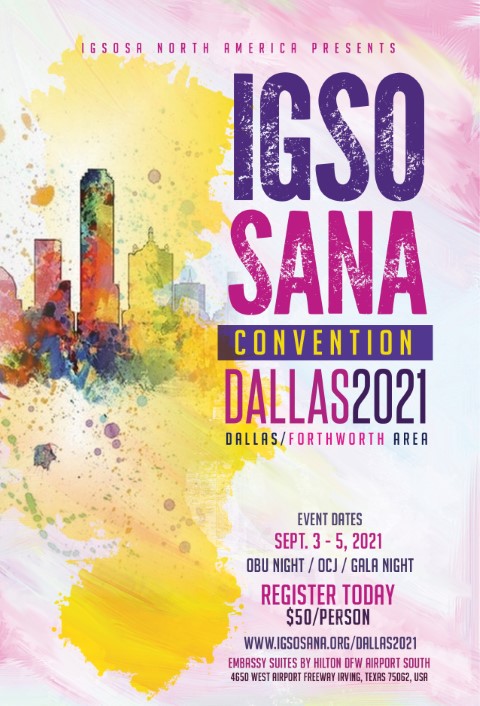 IGSOSA NORTH AMERICA PRESENTS
IGSO
SANA
CONVENTION
DALLAS2021
DALLAS/FORTHWORTH AREA
EVENT DATES
SEPT. 3 - 5, 2021
OBU NIGHT / OCJ / GALA NIGHT
REGISTER TODAY
$50/PERSON
WWW.IGSOSANA.ORG/DALLAS2021
EMBASSY SUITES BY HILTON DFW AIRPORT SOUTH
4650 WEST AIRPORT FREEWAY IRVING, TEXAS 75062, USA